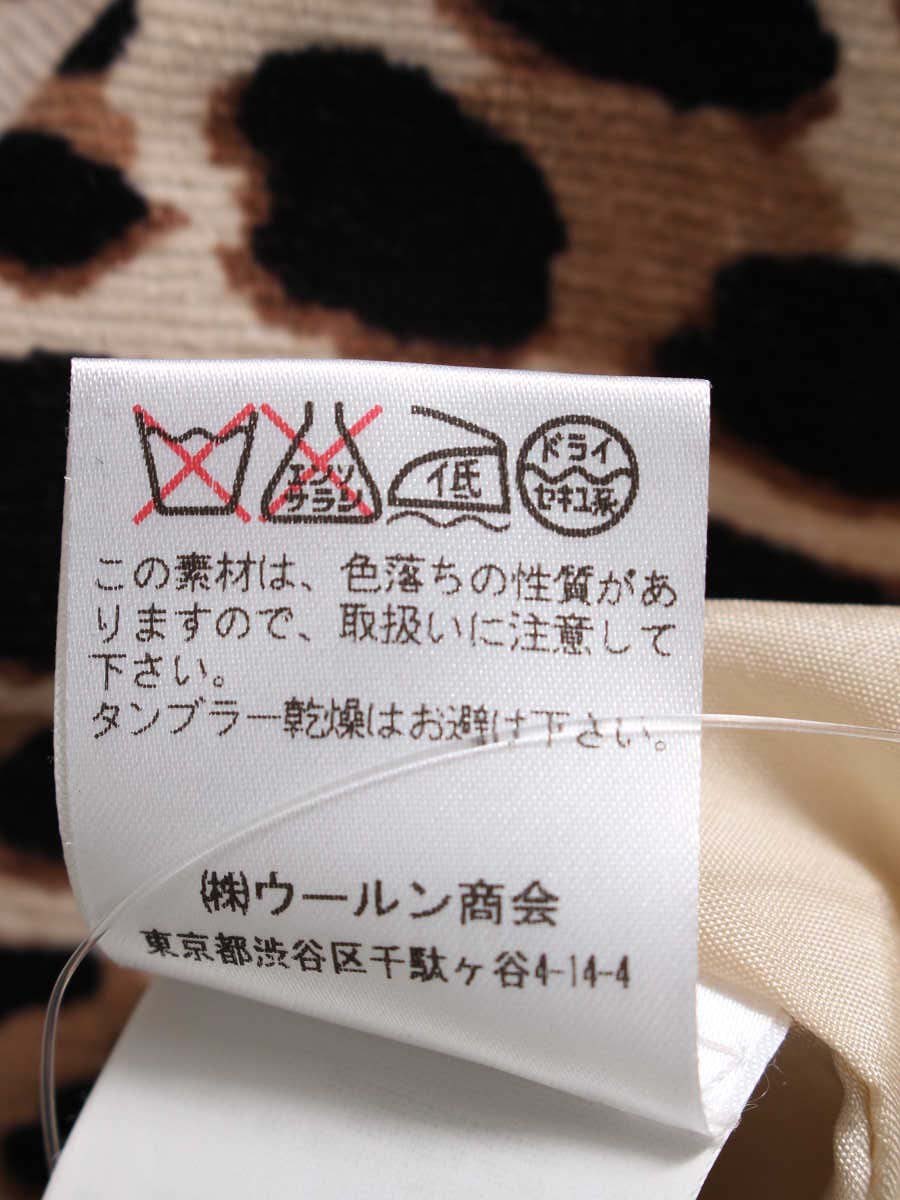 エンソ
サラシ
低
ドライ
セキユ系
この素材は、色落ちの性質があ
りますので、取扱いに注意して
下さい。
タンブラー乾燥はお避け下さい。
㈱ウールン商会
東京都渋谷区千駄ヶ谷4-14-4